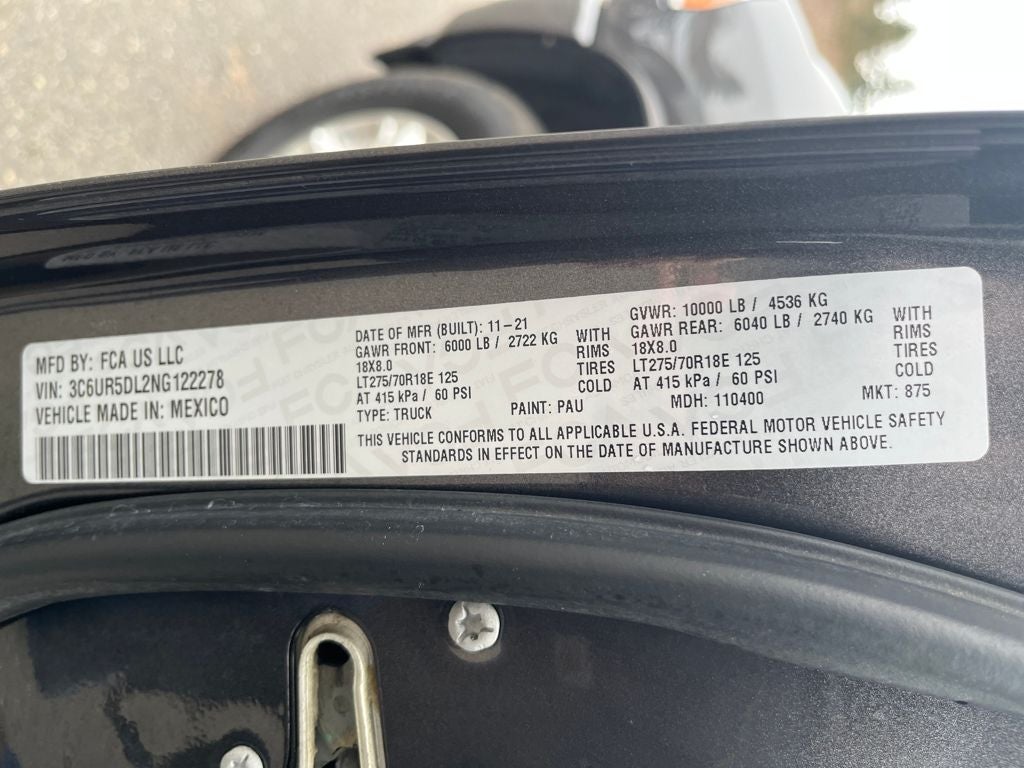 MFD BY: FCA US LLC
VIN: 3C6UR5DL2NG122278
VEHICLE MADE IN: MEXICO
DATE OF MFR (BUILT): 11-21
GAWR FRONT: 6000 LB / 2722 KG WITH
18X8.0 RIMS
LT275/70R18E 125 TIRES
AT 415 kPa / 60 PSI COLD
TYPE: TRUCK PAINT: PAU
GVWR: 10000 LB / 4536 KG
GAWR REAR: 6040 LB / 2740 KG WITH
18X8.0 RIMS
LT275/70R18E 125 TIRES
AT 415 kPa / 60 PSI COLD
MDH: 110400 MKT: 875
THIS VEHICLE CONFORMS TO ALL APPLICABLE U.S.A. FEDERAL MOTOR VEHICLE SAFETY
STANDARDS IN EFFECT ON THE DATE OF MANUFACTURE SHOWN ABOVE.